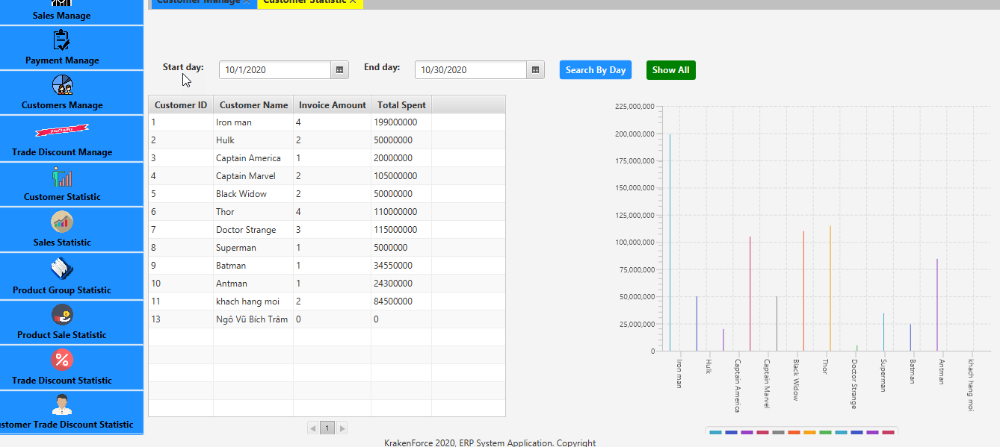 Customer Manage ×
Customer Statistic ×
Sales Manage
Payment Manage
Customers Manage
DISCOUNT
Trade Discount Manage
Customer Statistic
Sales Statistic
Product Group Statistic
Product Sale Statistic
%
Trade Discount Statistic
stomer Trade Discount Statistic
Start day:
10/1/2020
End day:
10/30/2020
Search By Day
Show All
Customer ID Customer Name Invoice Amount Total Spent
1 Iron man 4 199000000
2 Hulk 2 50000000
3 Captain America 1 20000000
4 Captain Marvel 2 105000000
5 Black Widow 2 50000000
6 Thor 4 110000000
7 Doctor Strange 3 115000000
8 Superman 1 5000000
9 Batman 1 34550000
10 Antman 1 24300000
11 khach hang moi 2 84500000
13 Ngô Vũ Bích Trâm 0 0
1
225,000,000
200,000,000
175,000,000
150,000,000
125,000,000
100,000,000
75,000,000
50,000,000
25,000,000
0
Iron man
Hulk
Captain America
Captain Marvel
Black Widow
Thor
Doctor Strange
Superman
Batman
Antman
khach hang moi
KrakenForce 2020, ERP System Application. Copyright